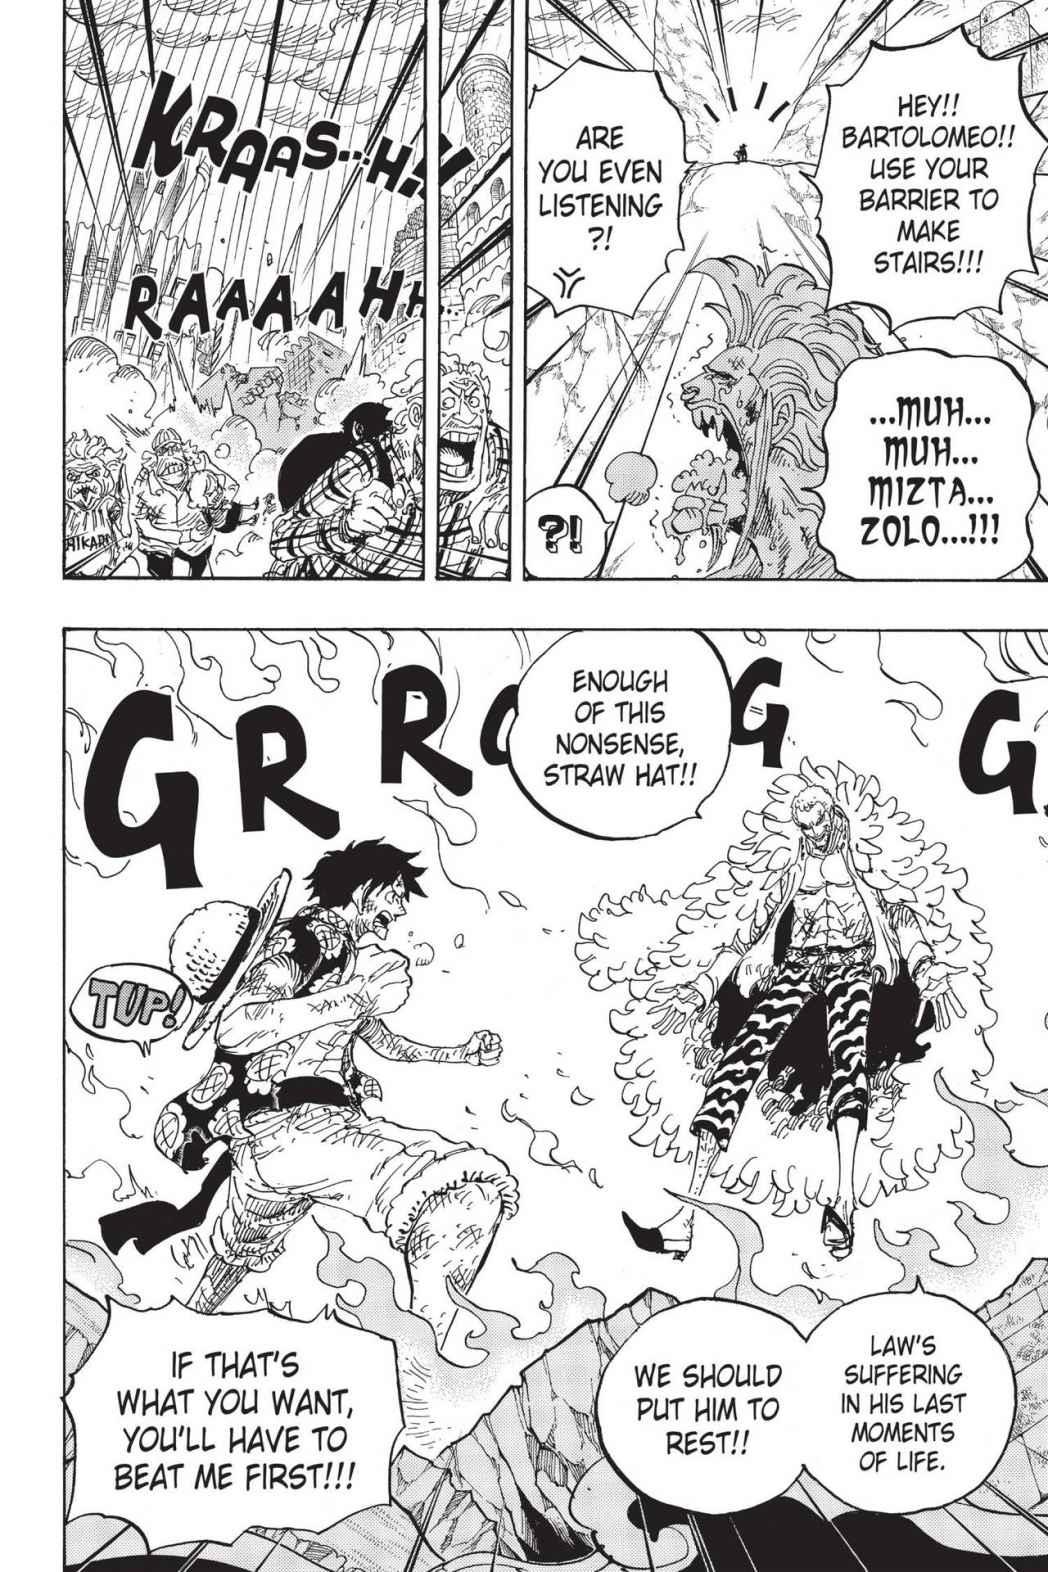 HEY!!
BARTOLOMEO!!
USE YOUR
BARRIER TO
MAKE
STAIRS!!!
ARE
YOU EVEN
LISTENING
?!
...MUH...
MUH...
MIZTA...
ZOLO...!!!
?!
KRAAS...H!!
RAAAAHH...
HIKARI
ENOUGH
OF THIS
NONSENSE,
STRAW HAT!!
GRRGG
TUP!
LAW'S
SUFFERING
IN HIS LAST
MOMENTS
OF LIFE.
WE SHOULD
PUT HIM TO
REST!!
IF THAT'S
WHAT YOU WANT,
YOU'LL HAVE TO
BEAT ME FIRST!!!